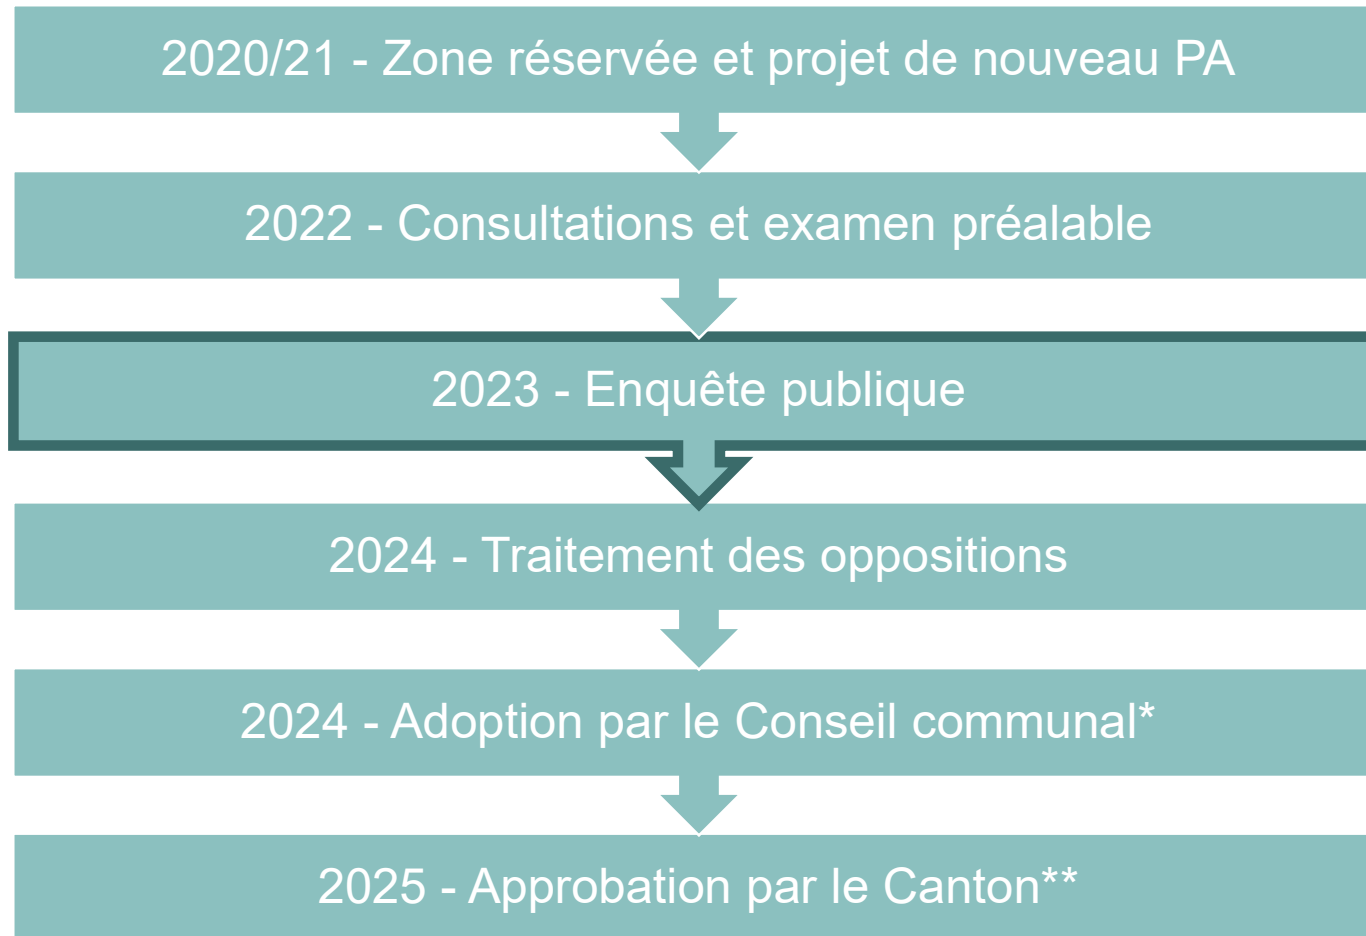 2020/21 - Zone réservée et projet de nouveau PA
2022 - Consultations et examen préalable
2023 - Enquête publique
2024 - Traitement des oppositions
2024 - Adoption par le Conseil communal*
2025 - Approbation par le Canton**